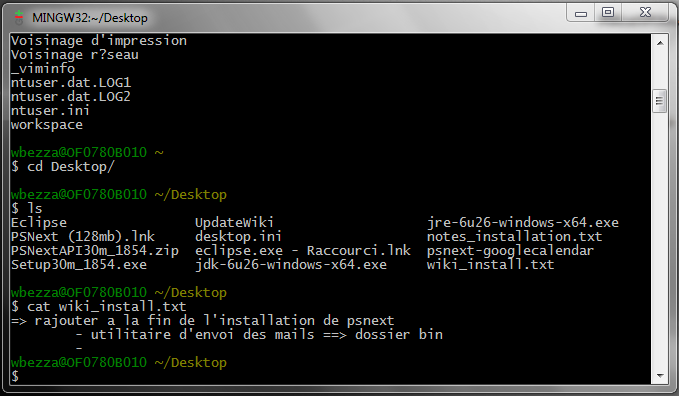 MINGW32:~/Desktop
Voisinage d'impression
Voisinage r?seau
_viminfo
ntuser.dat.LOG1
ntuser.dat.LOG2
ntuser.ini
workspace
wbezza@OF0780B010 ~
$ cd Desktop/
wbezza@OF0780B010 ~/Desktop
$ ls
Eclipse UpdateWiki jre-6u26-windows-x64.exe
PSNext (128mb).lnk desktop.ini notes_installation.txt
PSNextAPI30m_1854.zip eclipse.exe - Raccourci.lnk psnext-googlecalendar
Setup30m_1854.exe jdk-6u26-windows-x64.exe wiki_install.txt
wbezza@OF0780B010 ~/Desktop
$ cat wiki_install.txt
=> rajouter a la fin de l'installation de psnext
- utilitaire d'envoi des mails ==> dossier bin
-
wbezza@OF0780B010 ~/Desktop
$